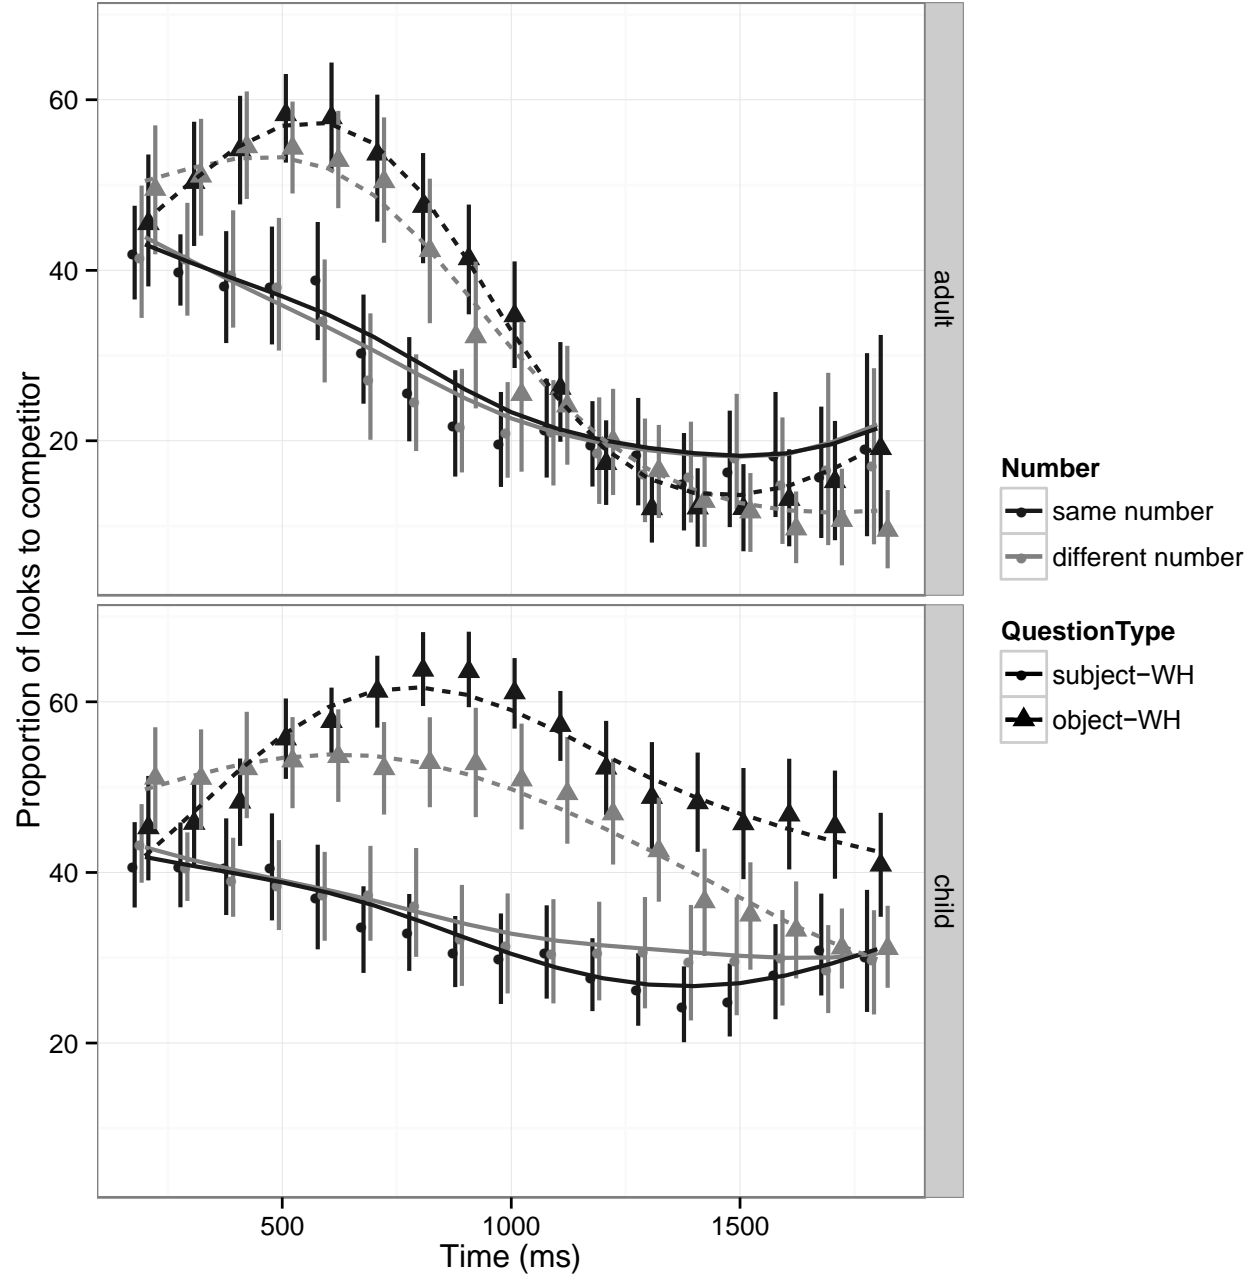 Proportion of looks to competitor
60
40
20
adult
60
40
20
child
500 1000 1500
Time (ms)
Number
same number
different number
QuestionType
subject−WH
object−WH